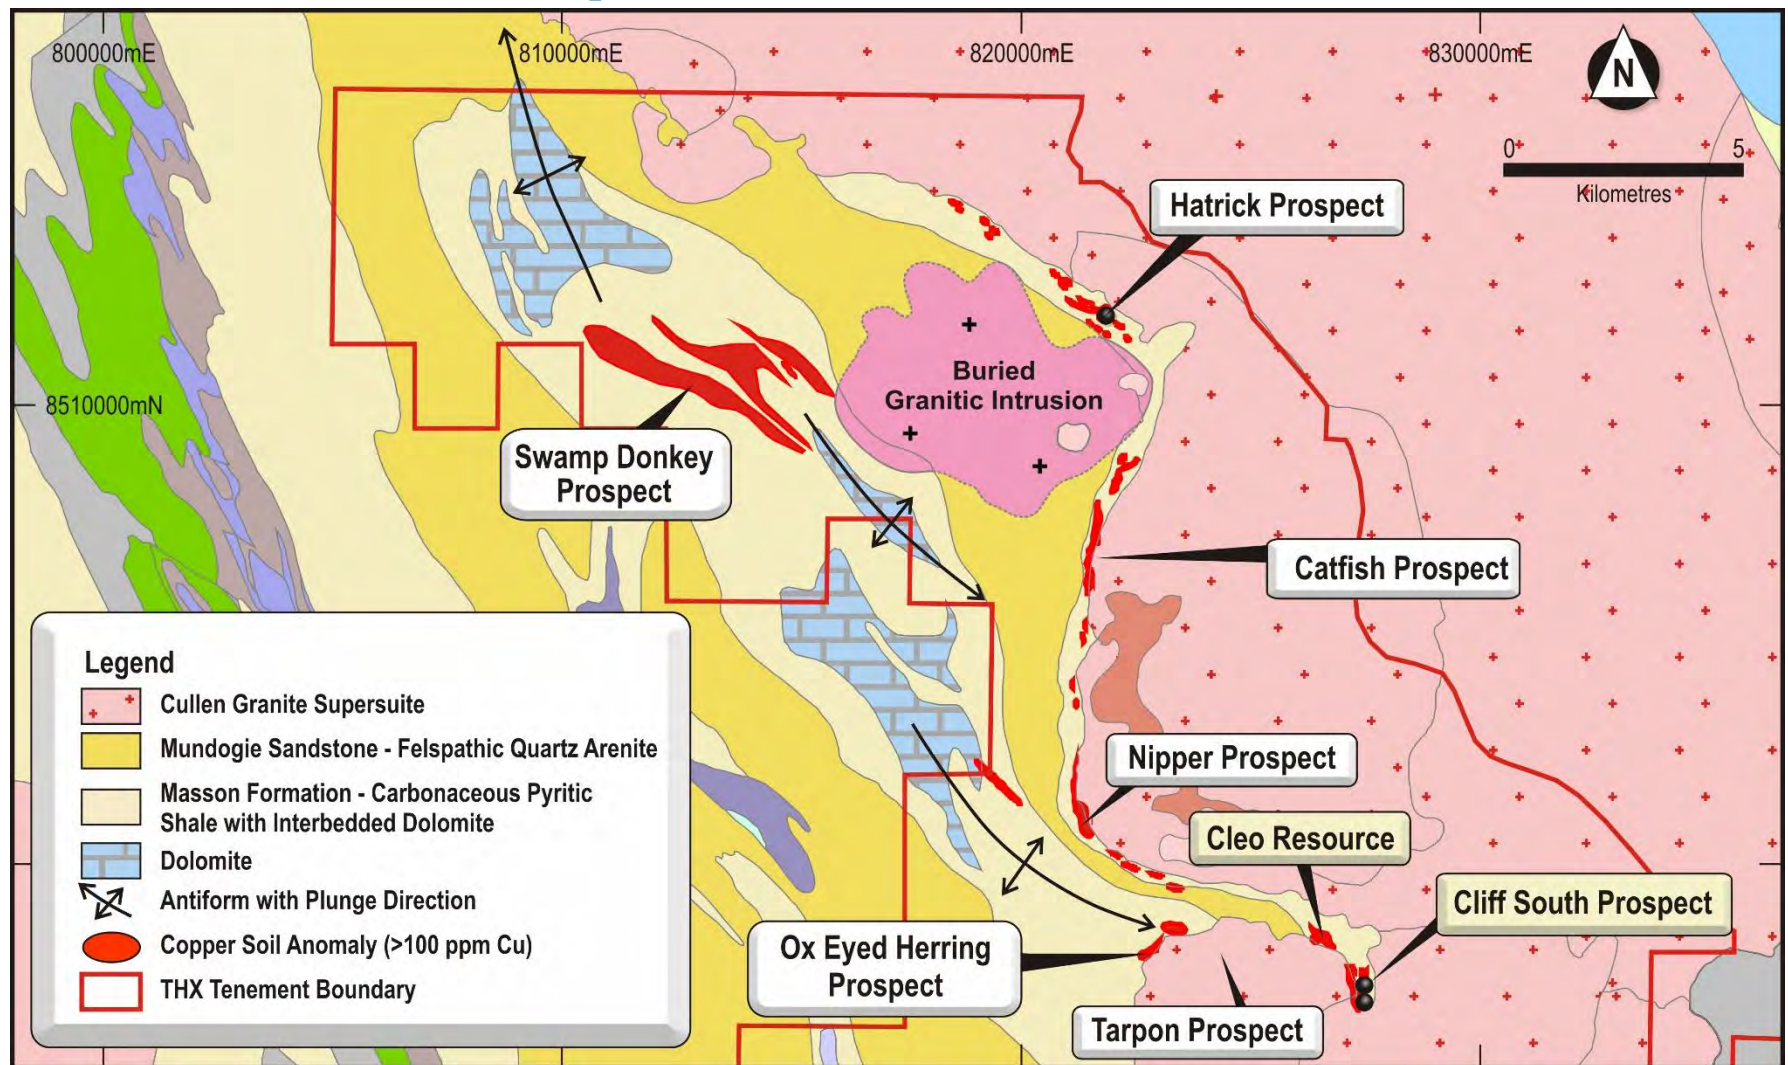 800000mE
810000mE
820000mE
830000mE
N
0
5
Kilometres
Hatrick Prospect
Buried
Granitic Intrusion
8510000mN
Swamp Donkey
Prospect
Catfish Prospect
Legend
Cullen Granite Supersuite
Mundogie Sandstone - Felspathic Quartz Arenite
Masson Formation - Carbonaceous Pyritic
Shale with Interbedded Dolomite
Dolomite
Antiform with Plunge Direction
Copper Soil Anomaly (>100 ppm Cu)
THX Tenement Boundary
Nipper Prospect
Cleo Resource
Cliff South Prospect
Ox Eyed Herring
Prospect
Tarpon Prospect